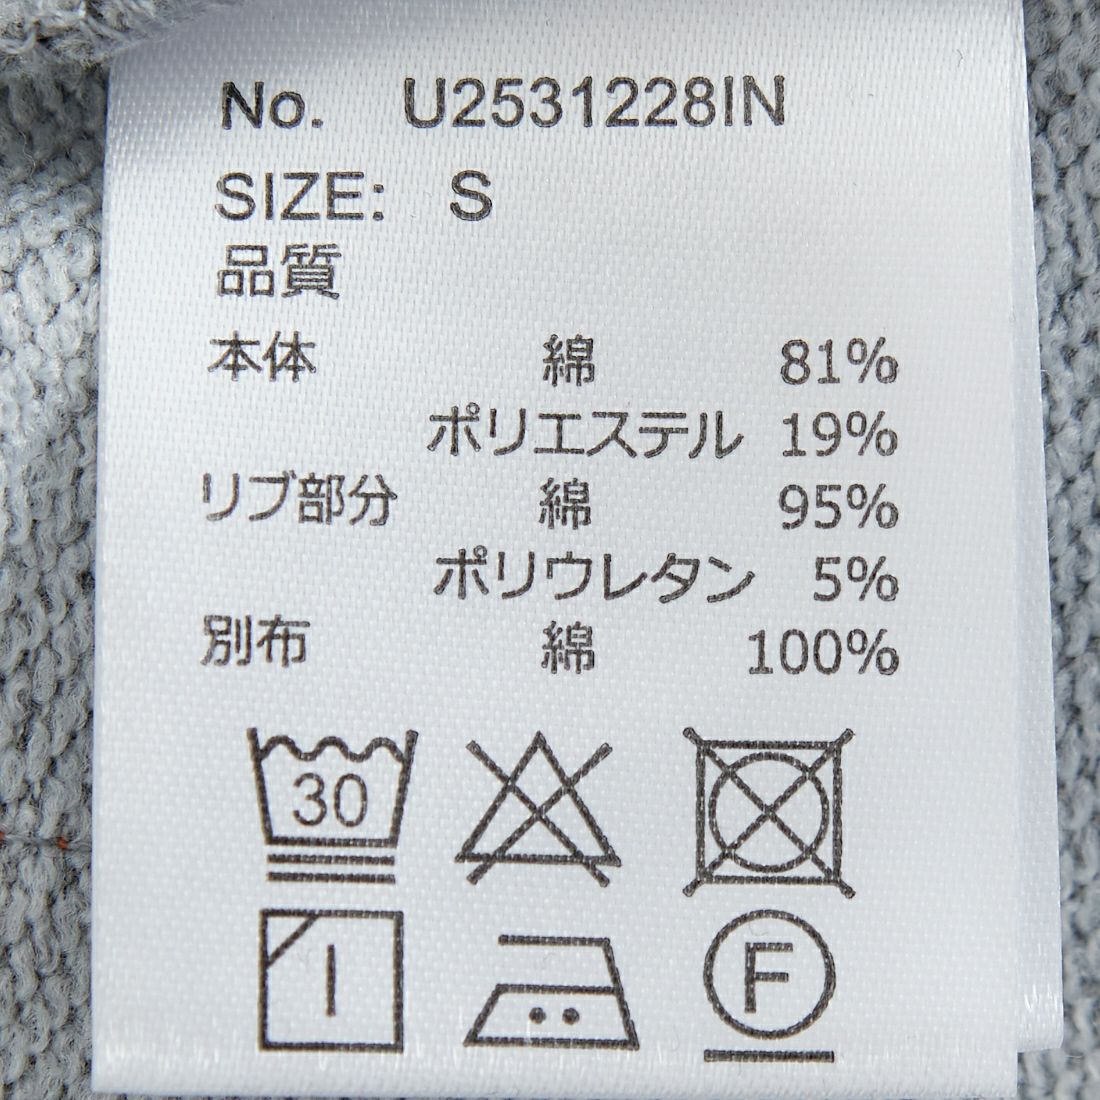 No. U2531228IN
SIZE: S
品質
本体 綿 81%
ポリエステル 19%
リブ部分 綿 95%
ポリウレタン 5%
別布 綿 100%
30
F